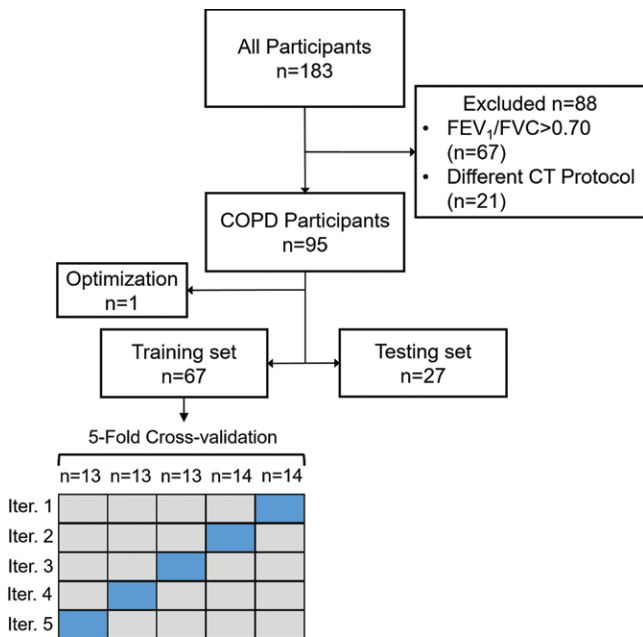 All Participants
n=183
Excluded n=88
• FEV₁/FVC>0.70
(n=67)
• Different CT Protocol
(n=21)
COPD Participants
n=95
Optimization
n=1
Training set
n=67
Testing set
n=27
5-Fold Cross-validation
n=13 n=13 n=13 n=14 n=14
Iter. 1
Iter. 2
Iter. 3
Iter. 4
Iter. 5